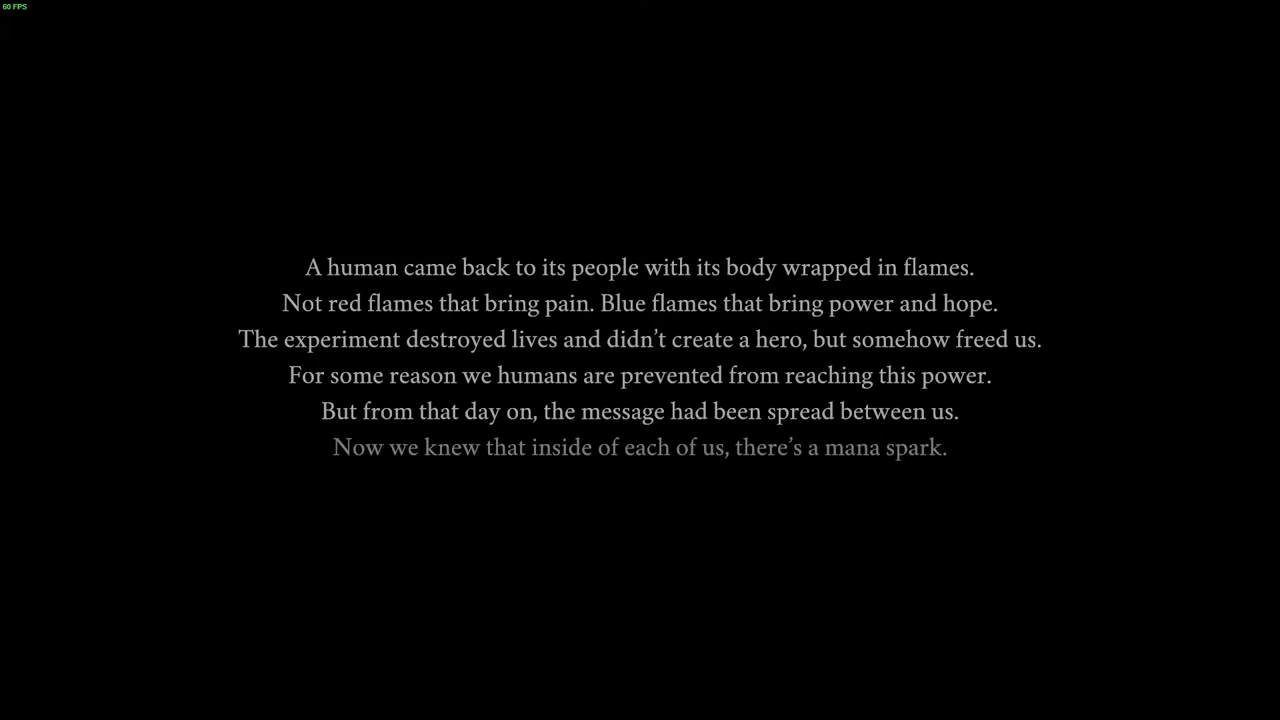 60 FPS
A human came back to its people with its body wrapped in flames.
Not red flames that bring pain. Blue flames that bring power and hope.
The experiment destroyed lives and didn’t create a hero, but somehow freed us.
For some reason we humans are prevented from reaching this power.
But from that day on, the message had been spread between us.
Now we knew that inside of each of us, there’s a mana spark.